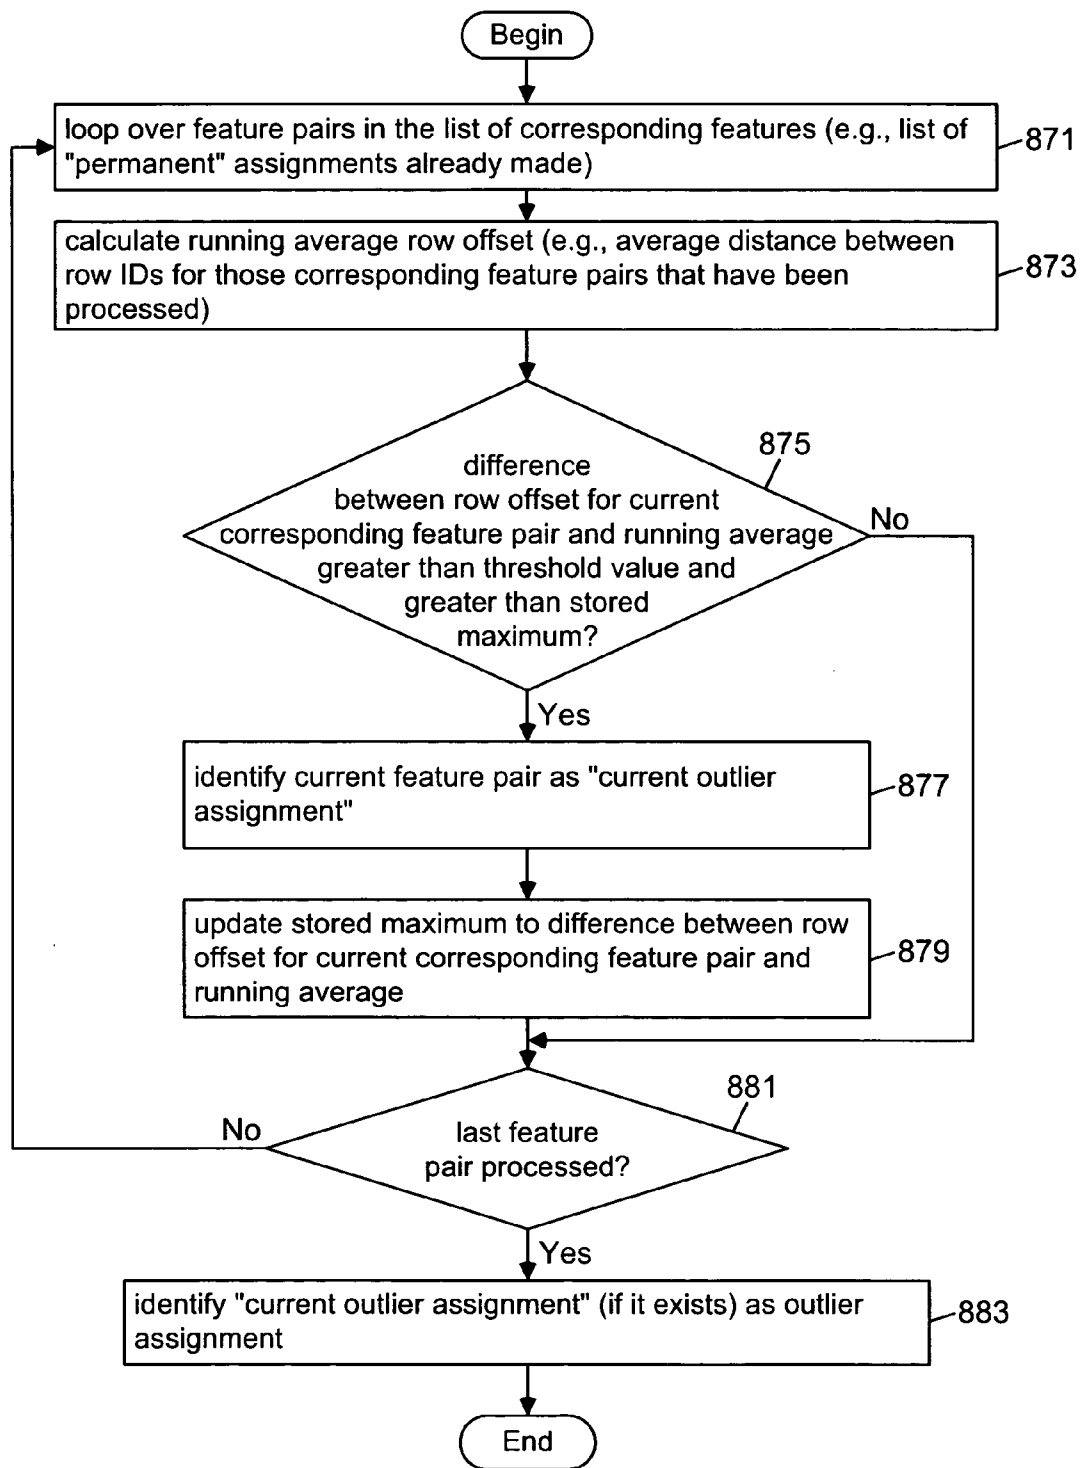 Begin
loop over feature pairs in the list of corresponding features (e.g., list of
"permanent" assignments already made)
871
calculate running average row offset (e.g., average distance between
row IDs for those corresponding feature pairs that have been
processed)
873
875
difference
between row offset for current
corresponding feature pair and running average
greater than threshold value and
greater than stored
maximum?
No
Yes
identify current feature pair as "current outlier
assignment"
877
update stored maximum to difference between row
offset for current corresponding feature pair and
running average
879
881
No
last feature
pair processed?
Yes
identify "current outlier assignment" (if it exists) as outlier
assignment
883
End